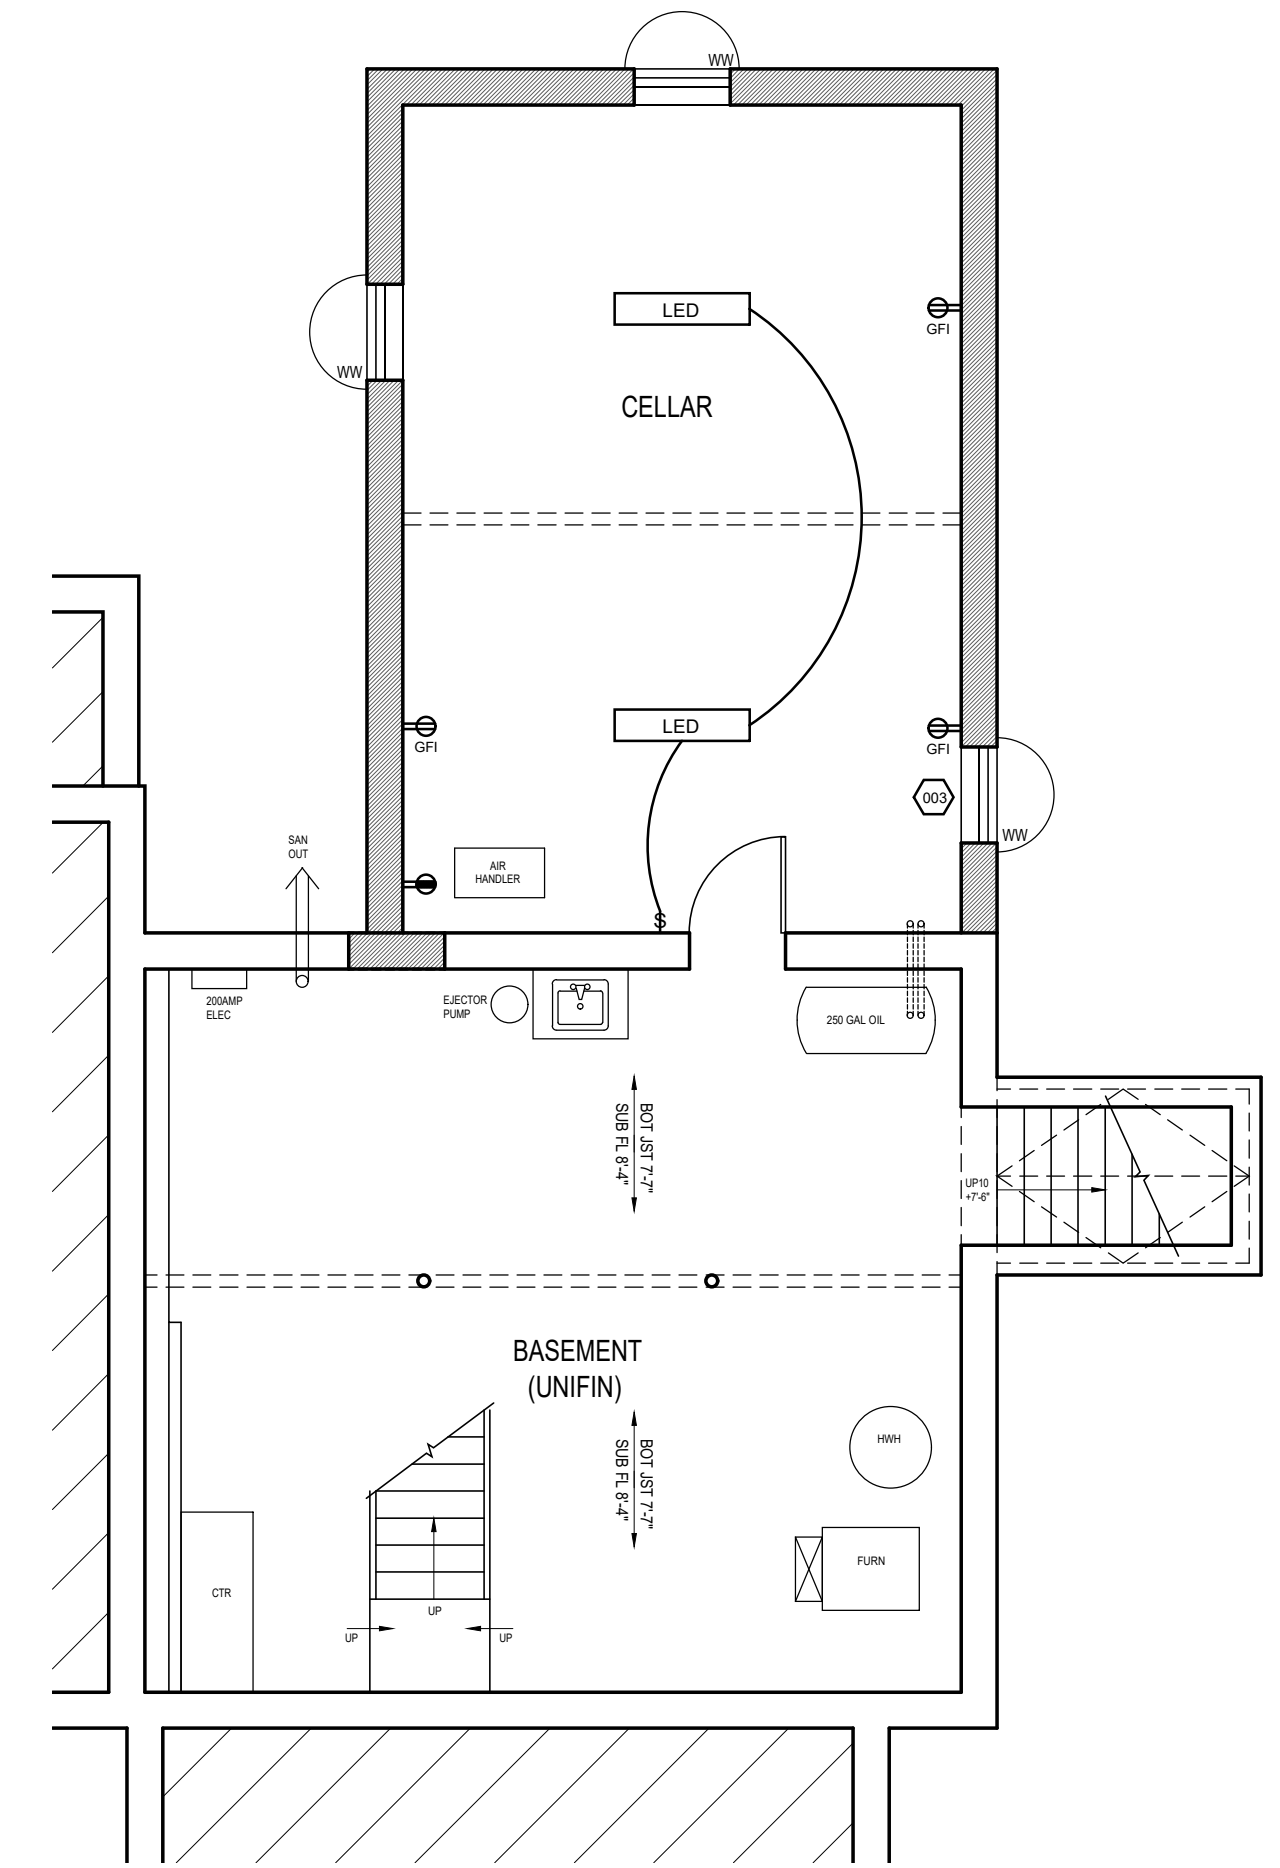 WW
LED
GFI
WW
CELLAR
LED
GFI
GFI
003
WW
SAN
OUT
AIR
HANDLER
S
200AMP
ELEC
EJECTOR
PUMP
250 GAL OIL
BOT JST 7'-7"
SUB FL 8'-4"
UP10
+7'-6"
BASEMENT
(UNIFIN)
BOT JST 7'-7"
SUB FL 8'-4"
HWH
FURN
CTR
UP
UP
UP